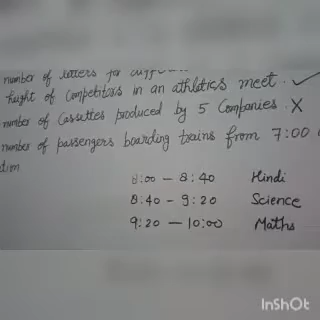 number of letters for
height of Competitors in an athletics meet. ✓
number of Cassettes produced by 5 Companies. X
number of passengers boarding trains from 7:00
8:00 – 8:40 Hindi
8:40 – 9:20 Science
9:20 – 10:00 Maths
InShOt